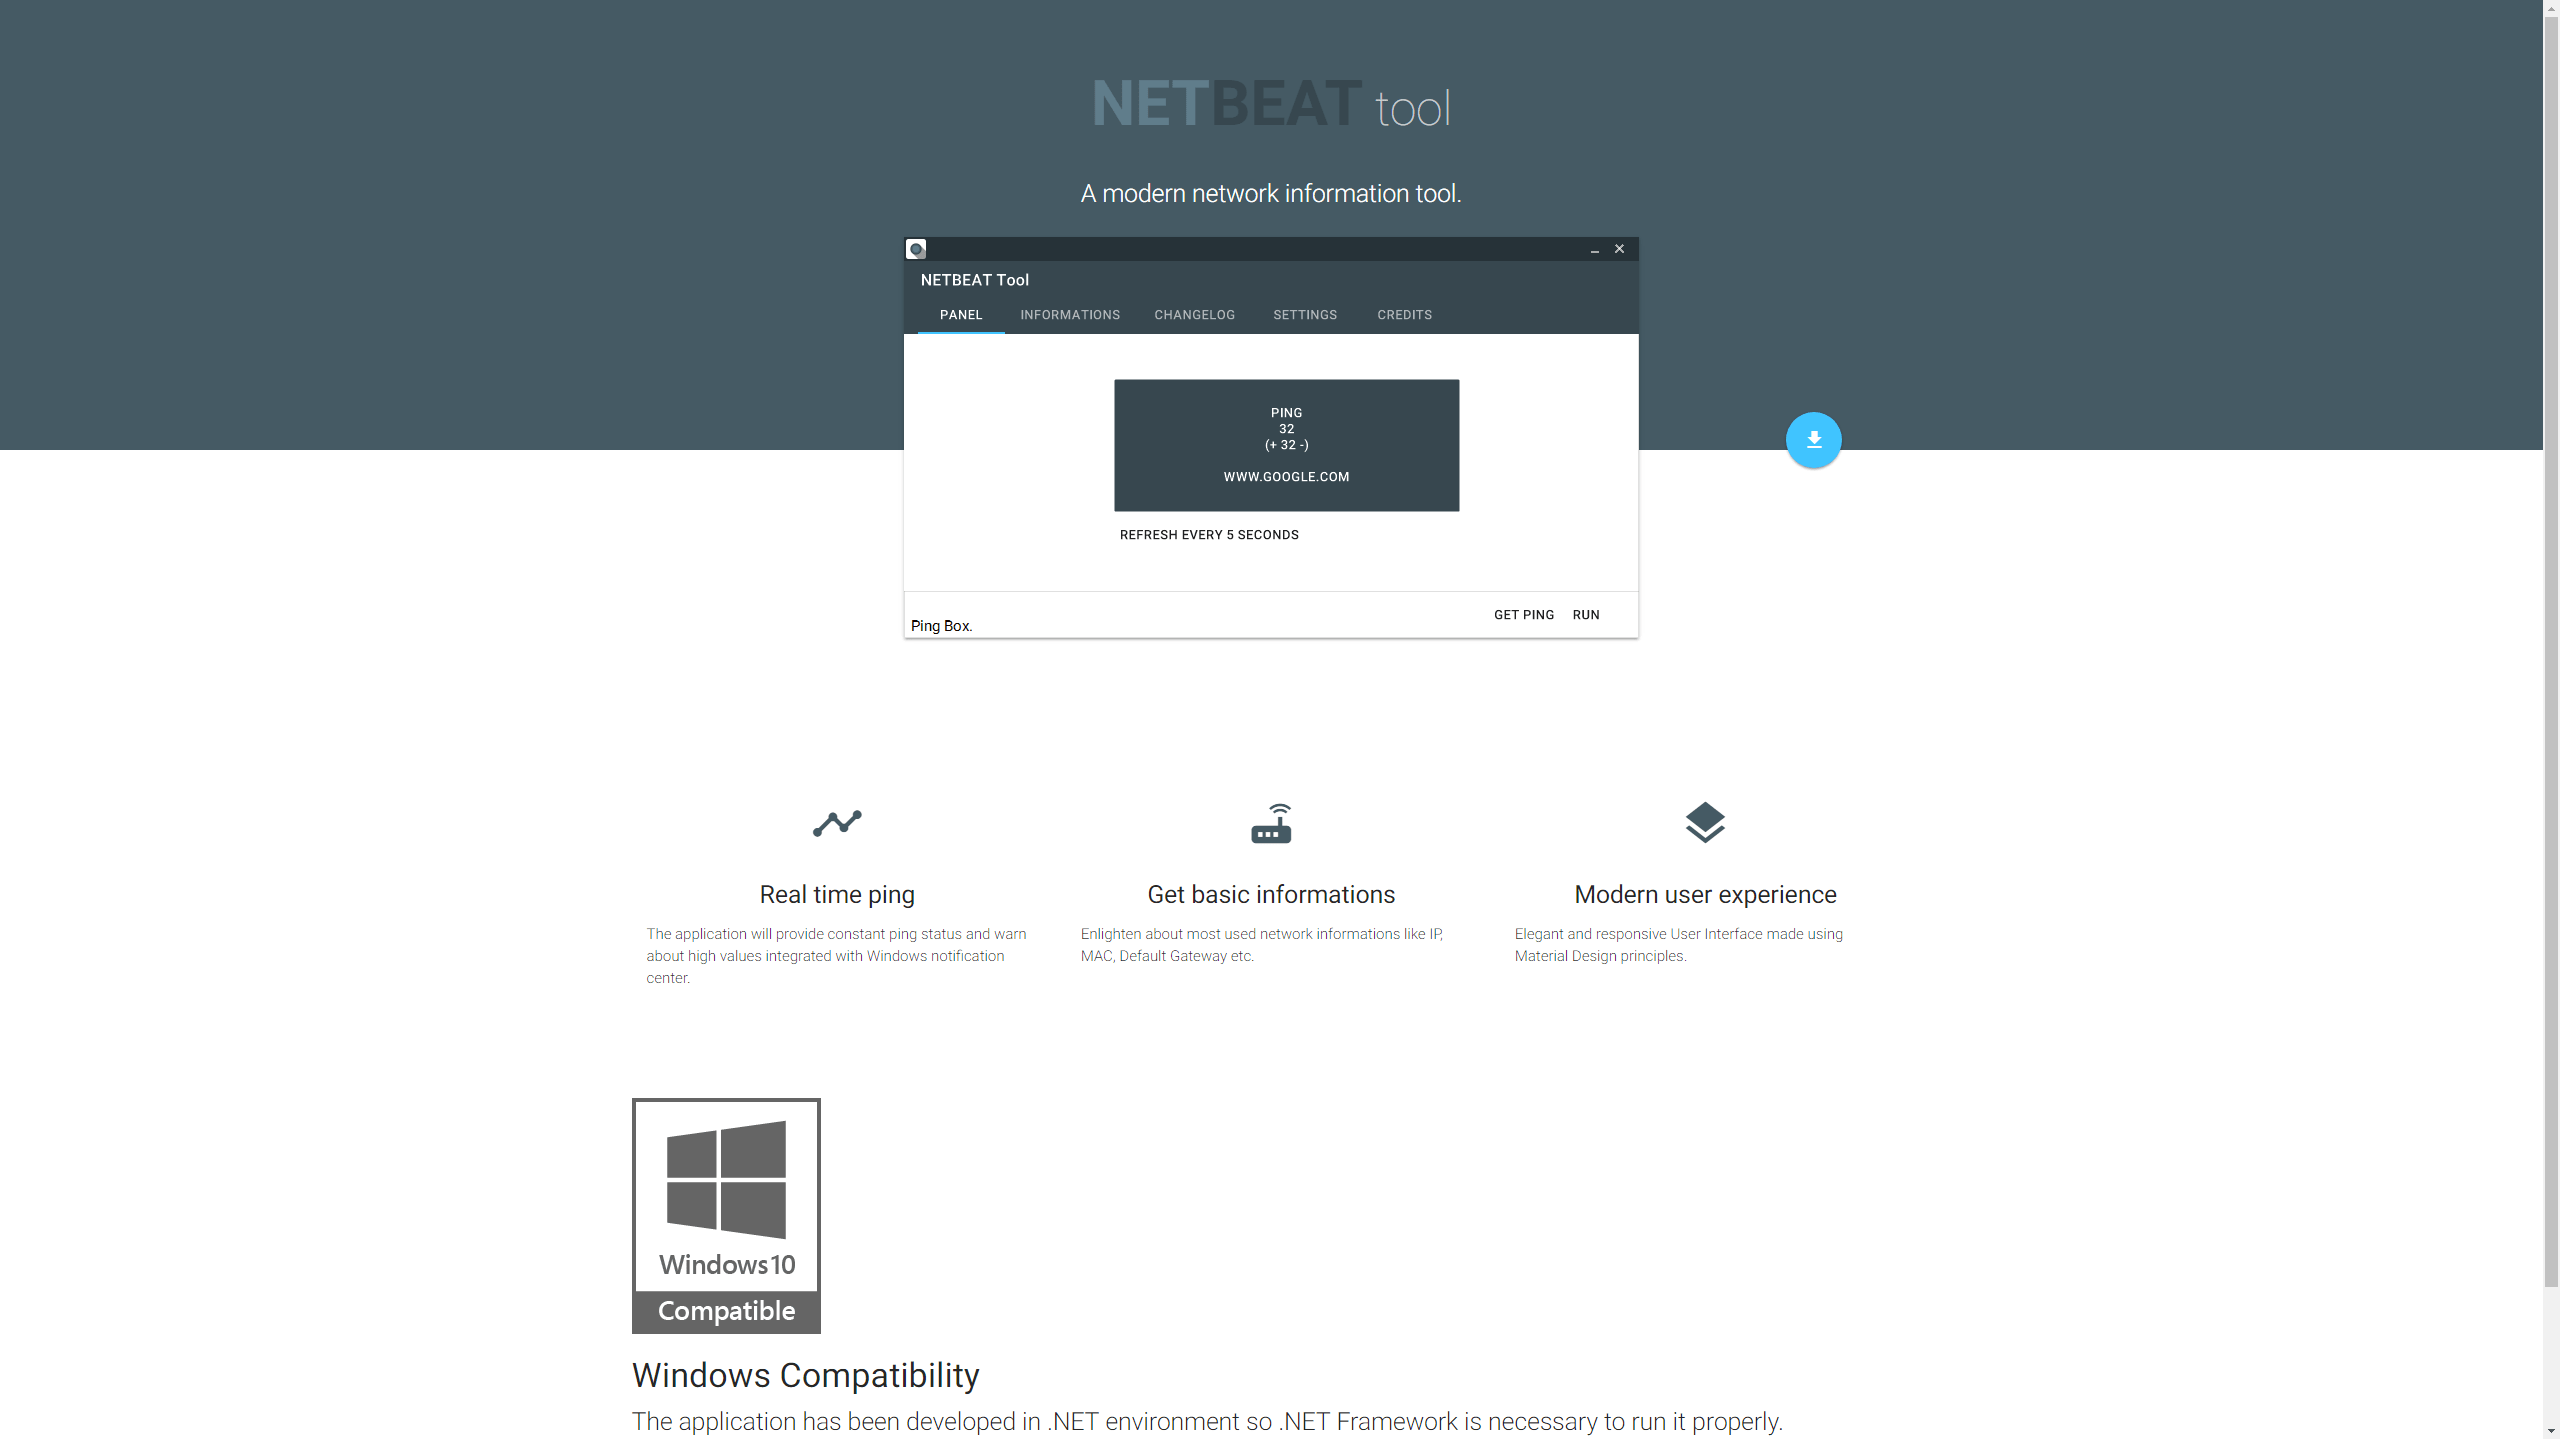 NETBEAT tool
A modern network information tool.
NETBEAT Tool
PANEL INFORMATIONS CHANGELOG SETTINGS CREDITS
PING
32
(+ 32 -)
WWW.GOOGLE.COM
REFRESH EVERY 5 SECONDS
Ping Box.
GET PING RUN
Real time ping
The application will provide constant ping status and warn
about high values integrated with Windows notification
center.
Get basic informations
Enlighten about most used network informations like IP,
MAC, Default Gateway etc.
Modern user experience
Elegant and responsive User Interface made using
Material Design principles.
Windows10
Compatible
Windows Compatibility
The application has been developed in .NET environment so .NET Framework is necessary to run it properly.